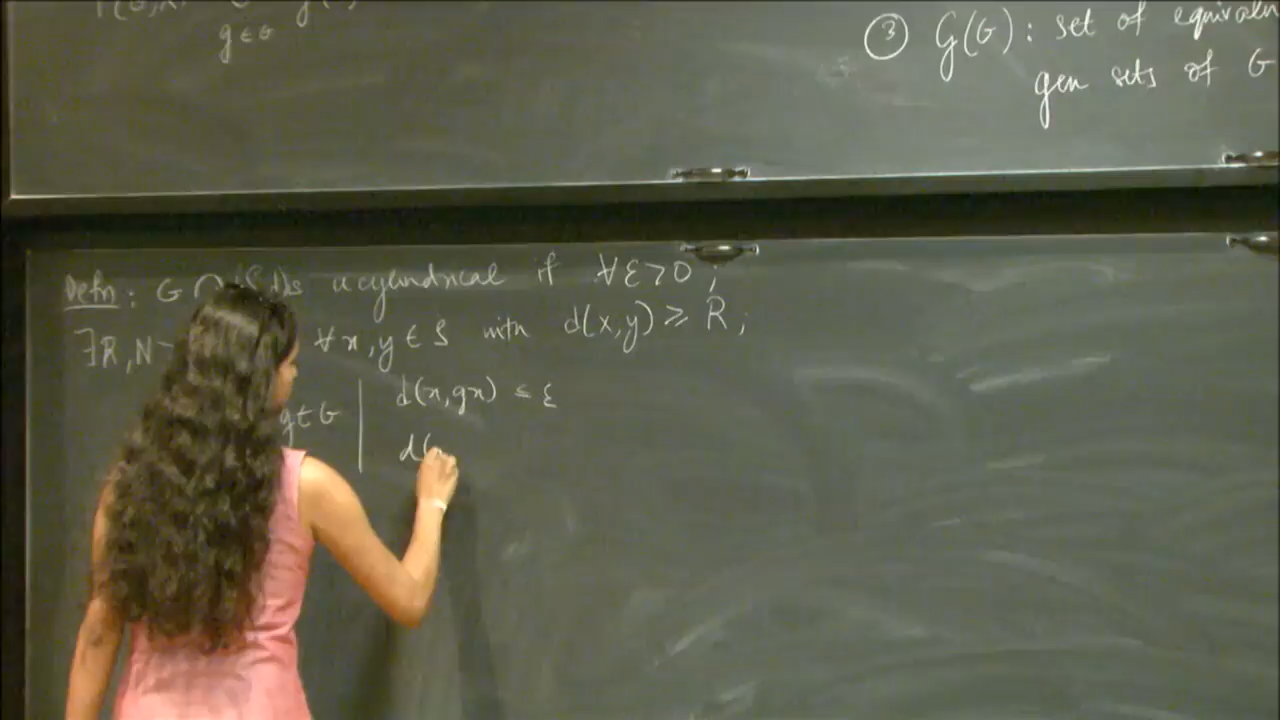 g∈G
③ G(G): set of equivalen
gen sets of G
Defn: G ↷ (S,d) is acylindrical if ∀ε>0;
∃R,N ∀x,y ∈ S with d(x,y) ≥ R;
g∈G | d(x,gx) ≤ ε
d(